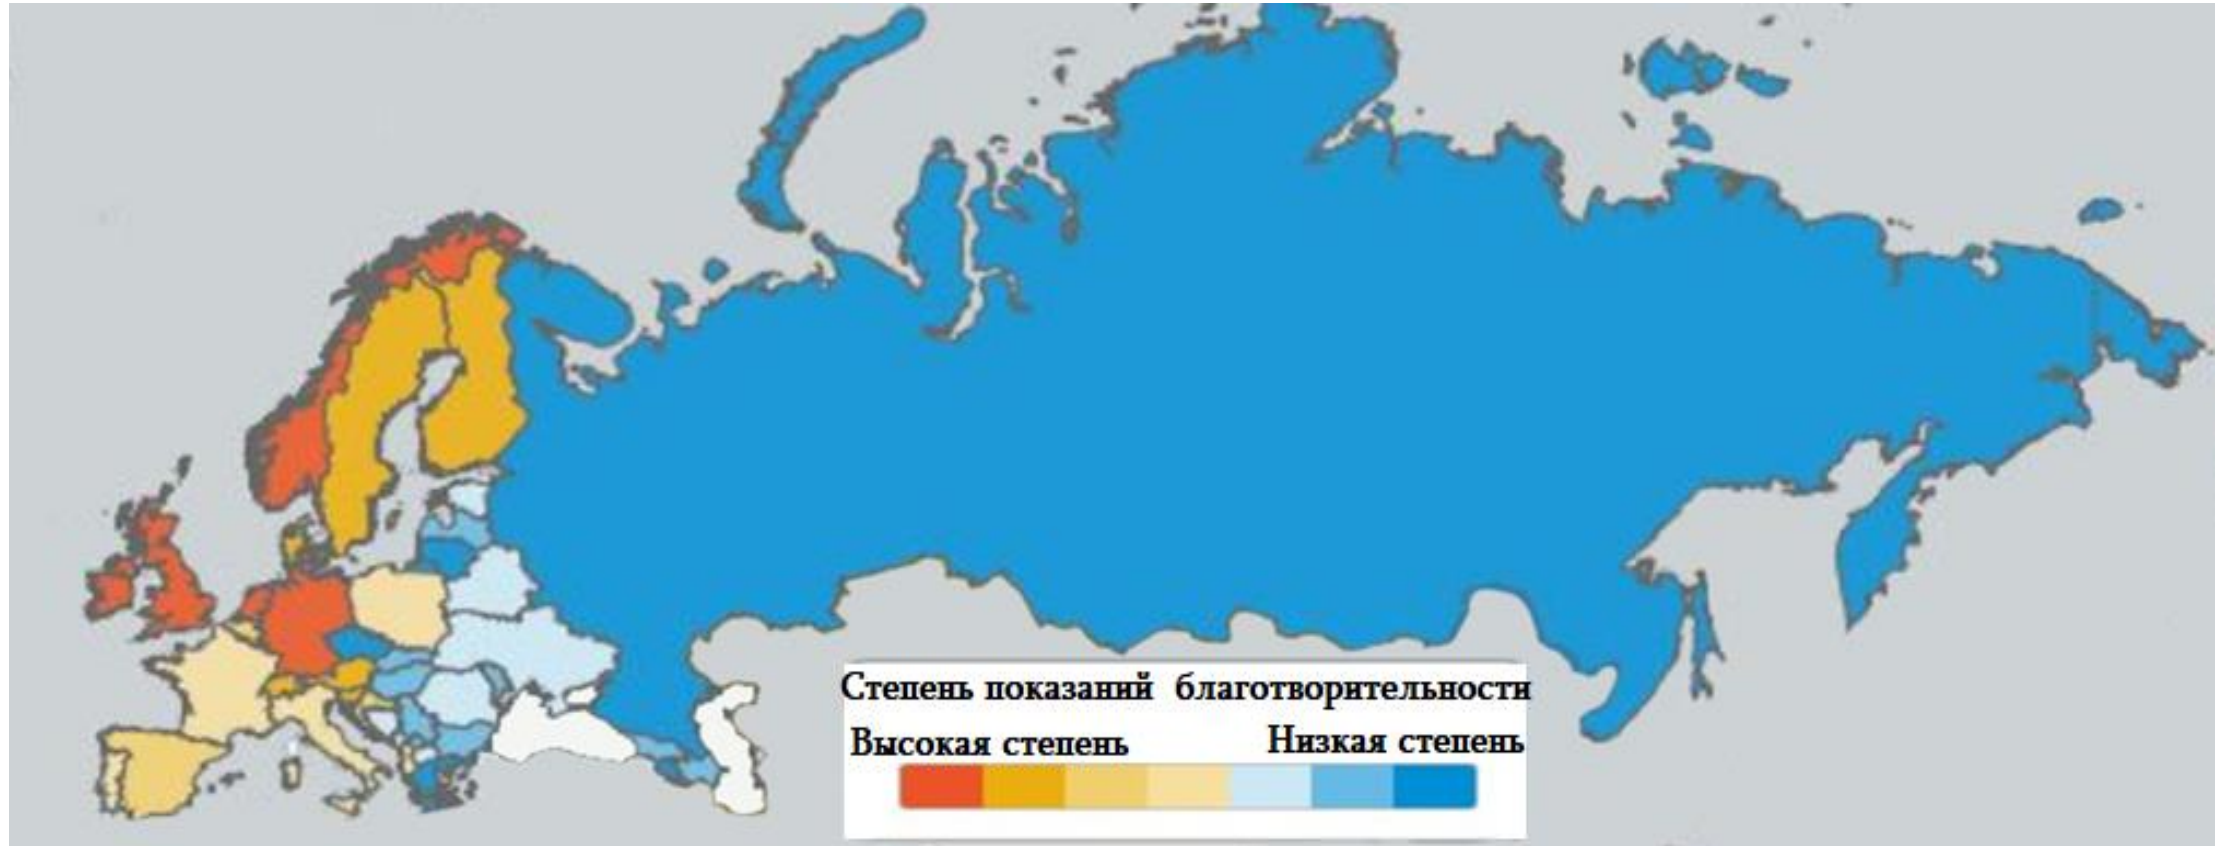 Степень показаний благотворительности
Высокая степень
Низкая степень